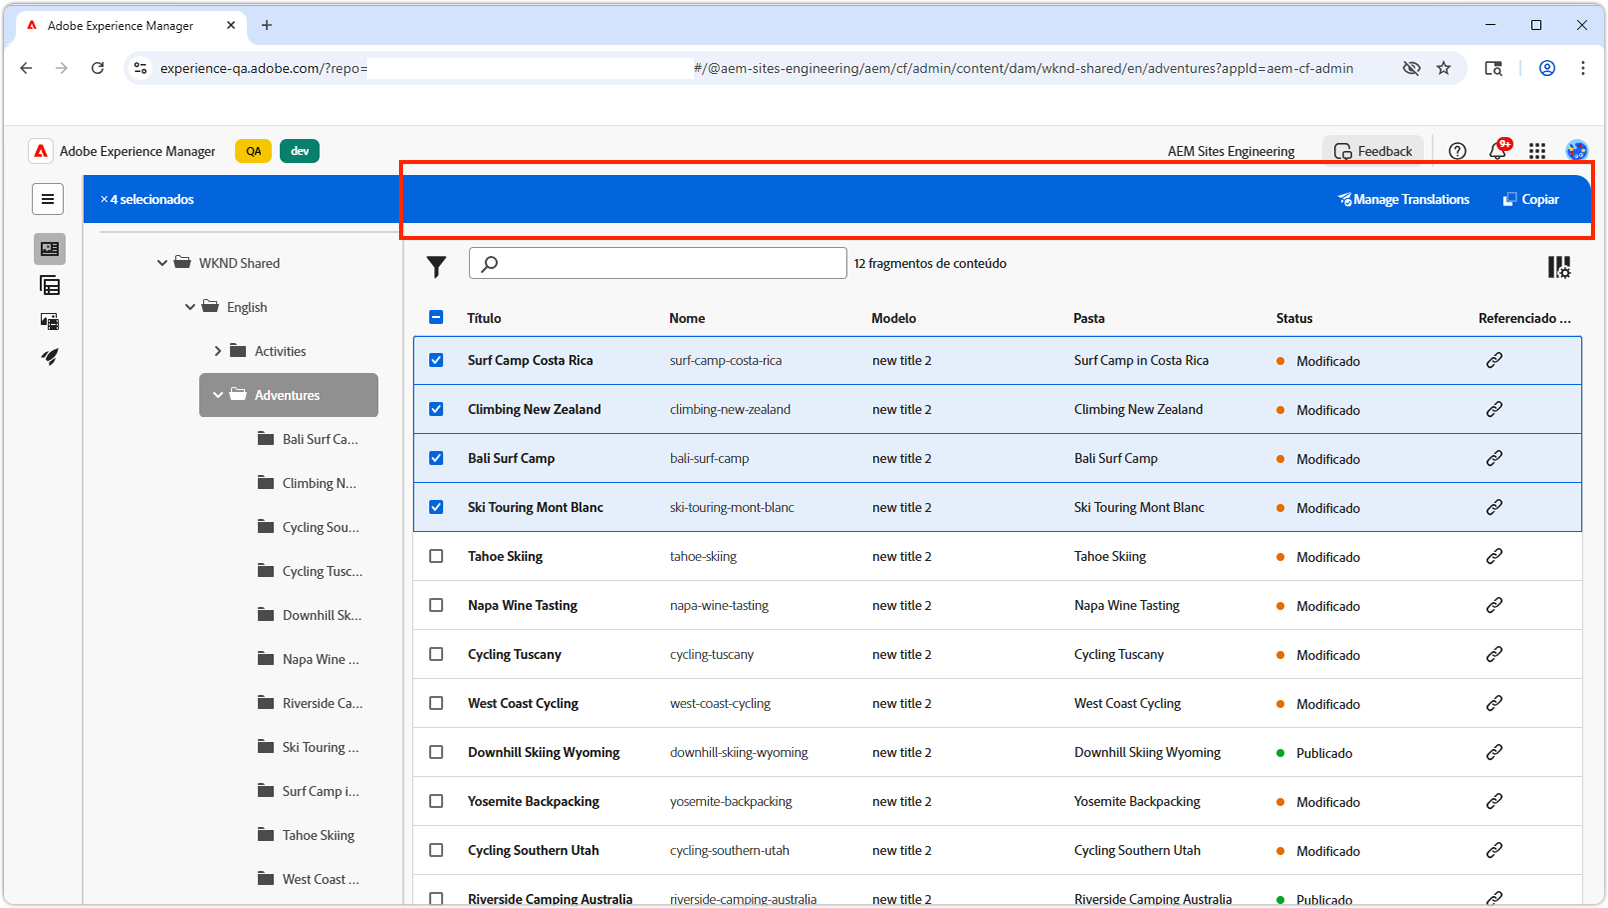 Adobe Experience Manager
experience-qa.adobe.com/?repo= #/@aem-sites-engineering/aem/cf/admin/content/dam/wknd-shared/en/adventures?appId=aem-cf-admin
Adobe Experience Manager QA dev AEM Sites Engineering Feedback 9+
× 4 selecionados Manage Translations Copiar
WKND Shared
English
Activities
Adventures
Bali Surf Ca...
Climbing N...
Cycling Sou...
Cycling Tusc...
Downhill Sk...
Napa Wine ...
Riverside Ca...
Ski Touring ...
Surf Camp i...
Tahoe Skiing
West Coast ...
12 fragmentos de conteúdo
Título Nome Modelo Pasta Status Referenciado ...
Surf Camp Costa Rica surf-camp-costa-rica new title 2 Surf Camp in Costa Rica Modificado
Climbing New Zealand climbing-new-zealand new title 2 Climbing New Zealand Modificado
Bali Surf Camp bali-surf-camp new title 2 Bali Surf Camp Modificado
Ski Touring Mont Blanc ski-touring-mont-blanc new title 2 Ski Touring Mont Blanc Modificado
Tahoe Skiing tahoe-skiing new title 2 Tahoe Skiing Modificado
Napa Wine Tasting napa-wine-tasting new title 2 Napa Wine Tasting Modificado
Cycling Tuscany cycling-tuscany new title 2 Cycling Tuscany Modificado
West Coast Cycling west-coast-cycling new title 2 West Coast Cycling Modificado
Downhill Skiing Wyoming downhill-skiing-wyoming new title 2 Downhill Skiing Wyoming Publicado
Yosemite Backpacking yosemite-backpacking new title 2 Yosemite Backpacking Modificado
Cycling Southern Utah cycling-southern-utah new title 2 Cycling Southern Utah Modificado
Riverside Camping Australia riverside-camping-australia new title 2 Riverside Camping Australia Publicado